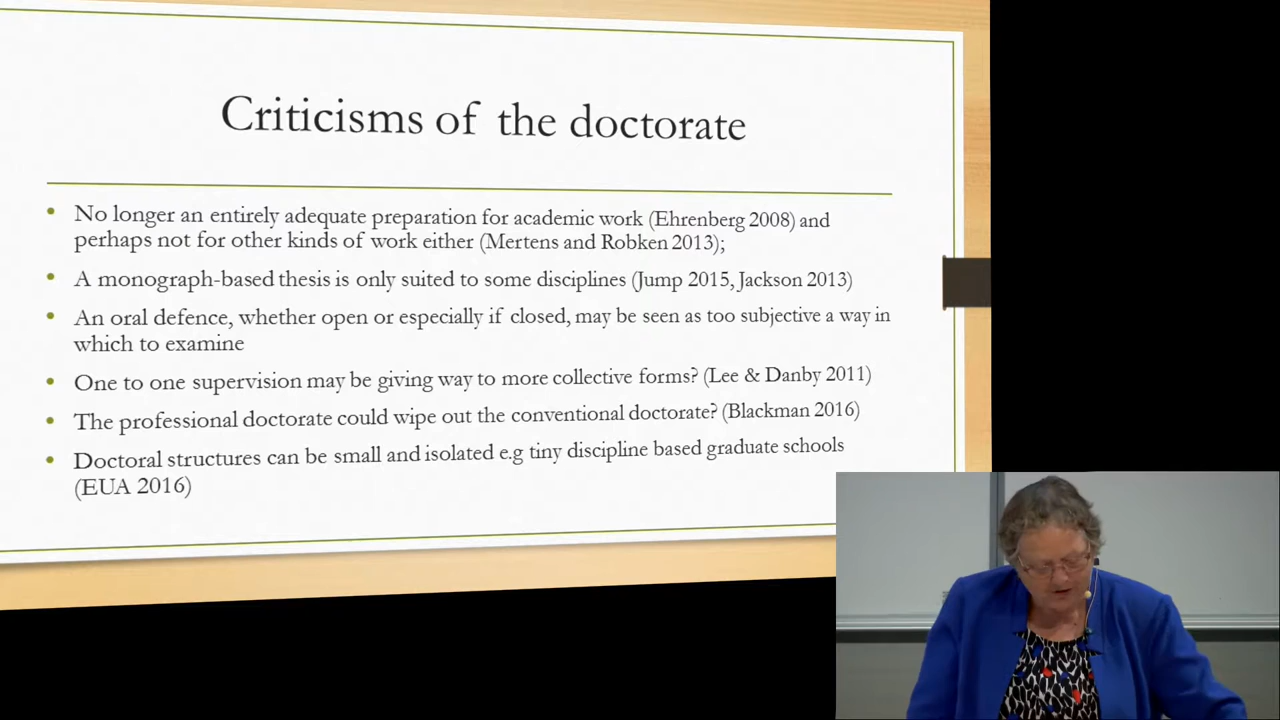 Criticisms of the doctorate
• No longer an entirely adequate preparation for academic work (Ehrenberg 2008) and
perhaps not for other kinds of work either (Mertens and Robken 2013);
• A monograph-based thesis is only suited to some disciplines (Jump 2015, Jackson 2013)
• An oral defence, whether open or especially if closed, may be seen as too subjective a way in
which to examine
• One to one supervision may be giving way to more collective forms? (Lee & Danby 2011)
• The professional doctorate could wipe out the conventional doctorate? (Blackman 2016)
• Doctoral structures can be small and isolated e.g tiny discipline based graduate schools
(EUA 2016)